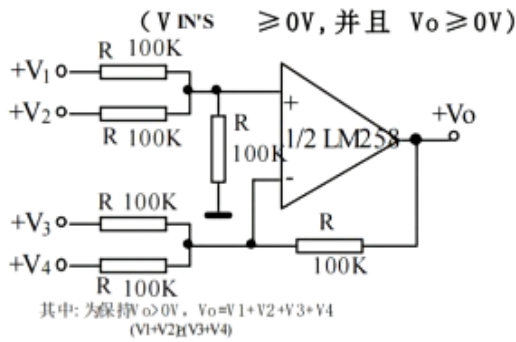 (V IN'S ≥0V,并且 Vo≥0V)
R 100K
+V1
+V2
R 100K
+Vo
+
R
100K
1/2 LM258
-
R 100K
+V3
R
+V4
R 100K
100K
其中: 为保持Vo>0V, Vo=V1+V2+V3+V4
(V1+V2)≥(V3+V4)